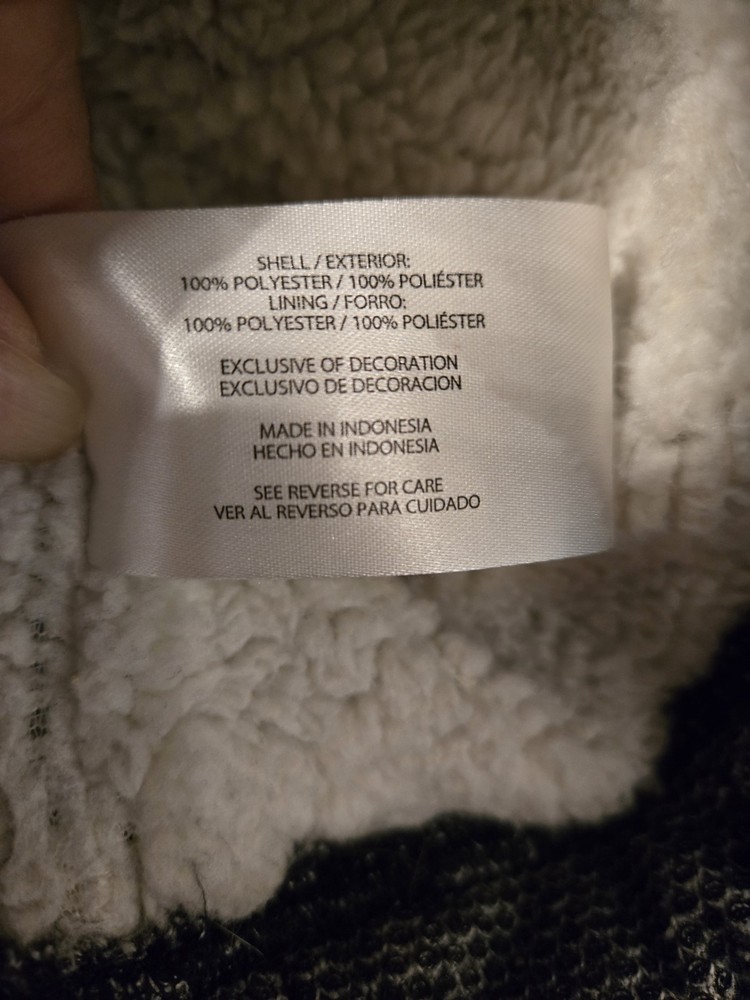 SHELL / EXTERIOR:
100% POLYESTER / 100% POLIÉSTER
LINING / FORRO:
100% POLYESTER / 100% POLIÉSTER
EXCLUSIVE OF DECORATION
EXCLUSIVO DE DECORACION
MADE IN INDONESIA
HECHO EN INDONESIA
SEE REVERSE FOR CARE
VER AL REVERSO PARA CUIDADO